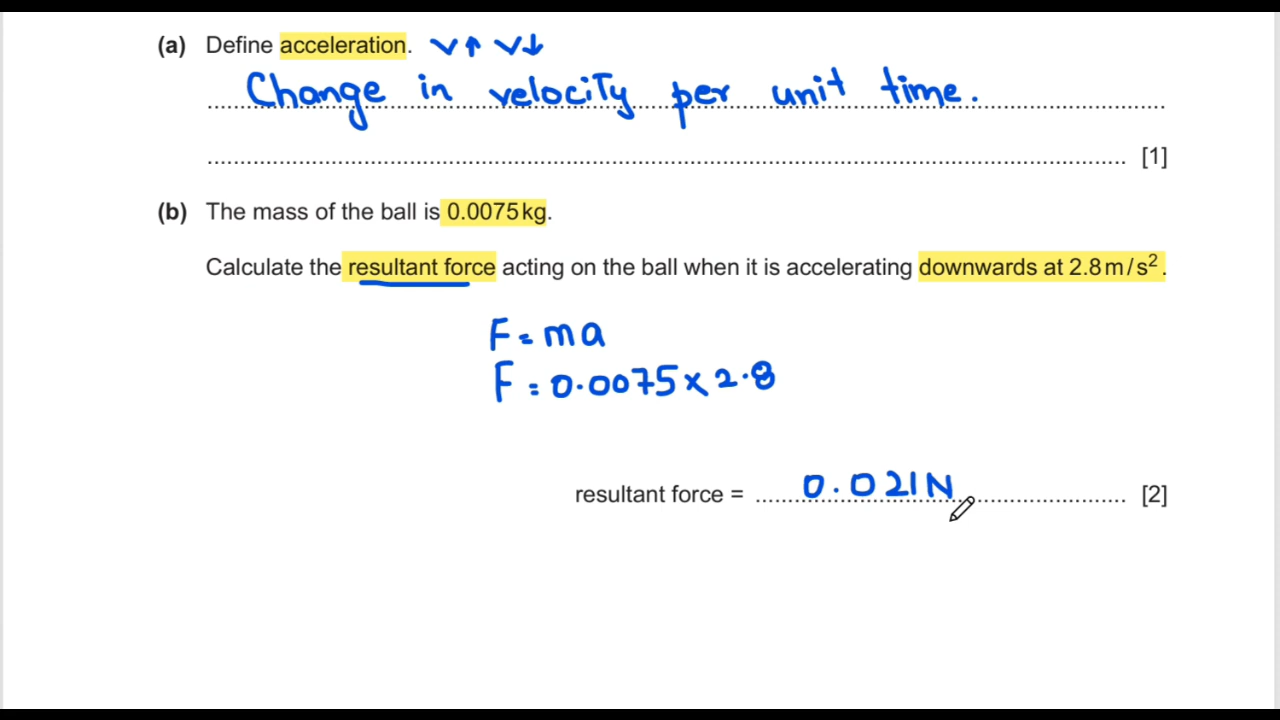 (a) Define acceleration. V↑ V↓
Change in velocity per unit time.
[1]
(b) The mass of the ball is 0.0075 kg.
Calculate the resultant force acting on the ball when it is accelerating downwards at 2.8 m / s².
F = ma
F = 0.0075 × 2.8
resultant force = 0.021N [2]